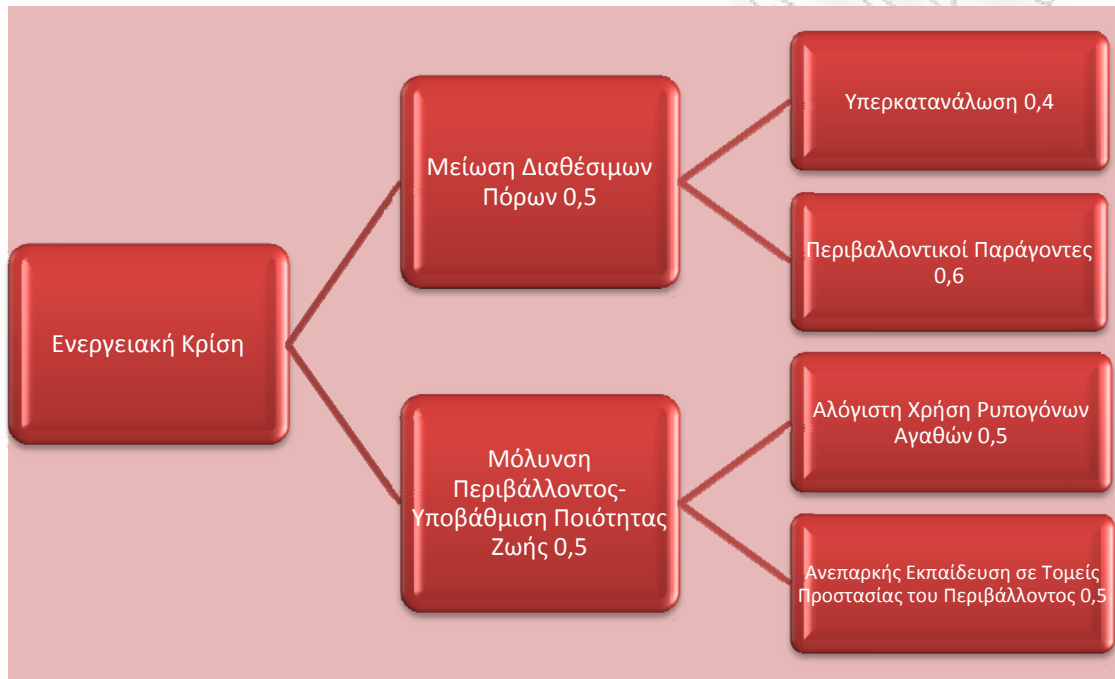 Ενεργειακή Κρίση
Μείωση Διαθέσιμων
Πόρων 0,5
Μόλυνση
Περιβάλλοντος-
Υποβάθμιση Ποιότητας
Ζωής 0,5
Υπερκατανάλωση 0,4
Περιβαλλοντικοί Παράγοντες
0,6
Αλόγιστη Χρήση Ρυπογόνων
Αγαθών 0,5
Ανεπαρκής Εκπαίδευση σε Τομείς
Προστασίας του Περιβάλλοντος 0,5